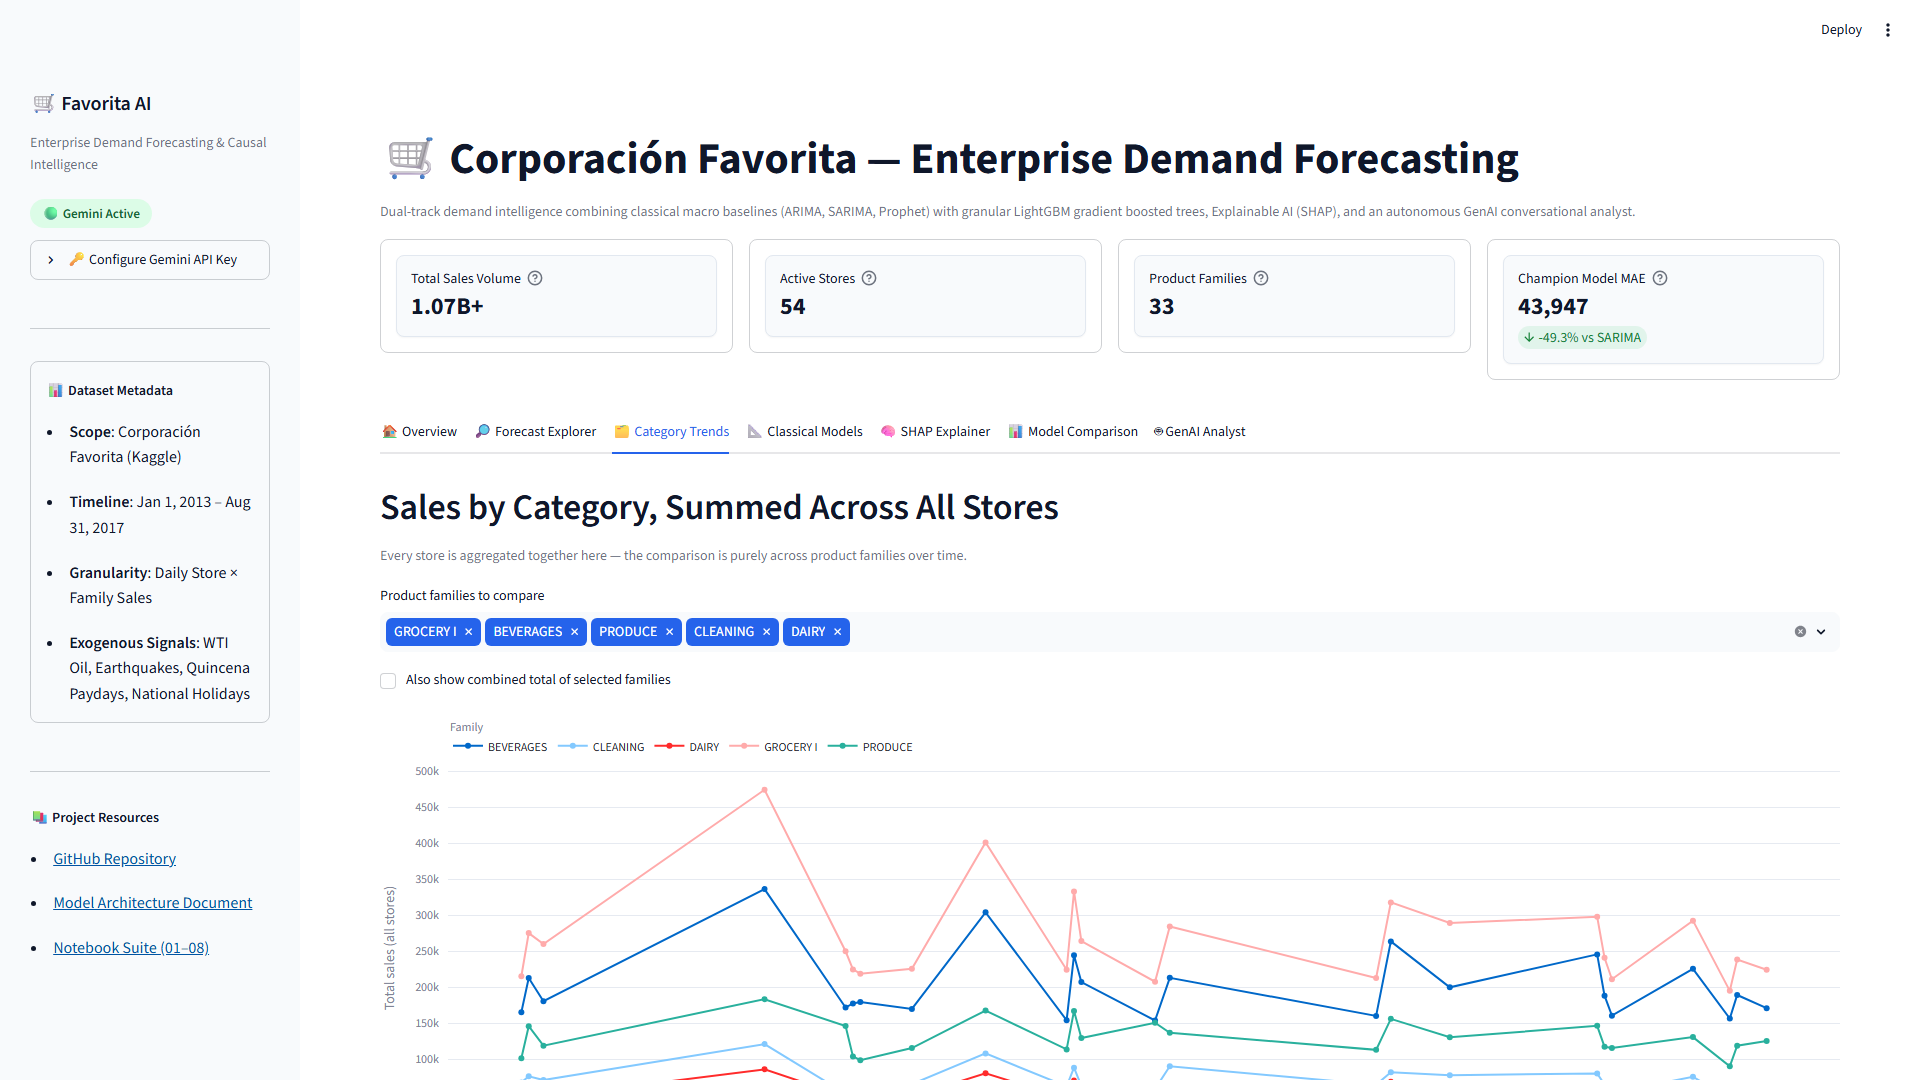 Deploy
Favorita AI
Enterprise Demand Forecasting & Causal
Intelligence
Gemini Active
Configure Gemini API Key
Dataset Metadata
Scope: Corporación
Favorita (Kaggle)
Timeline: Jan 1, 2013 – Aug
31, 2017
Granularity: Daily Store ×
Family Sales
Exogenous Signals: WTI
Oil, Earthquakes, Quincena
Paydays, National Holidays
Project Resources
GitHub Repository
Model Architecture Document
Notebook Suite (01–08)
Corporación Favorita — Enterprise Demand Forecasting
Dual-track demand intelligence combining classical macro baselines (ARIMA, SARIMA, Prophet) with granular LightGBM gradient boosted trees, Explainable AI (SHAP), and an autonomous GenAI conversational analyst.
Total Sales Volume
1.07B+
Active Stores
54
Product Families
33
Champion Model MAE
43,947
-49.3% vs SARIMA
Overview Forecast Explorer Category Trends Classical Models SHAP Explainer Model Comparison GenAI Analyst
Sales by Category, Summed Across All Stores
Every store is aggregated together here — the comparison is purely across product families over time.
Product families to compare
GROCERY I BEVERAGES PRODUCE CLEANING DAIRY
Also show combined total of selected families
Family
BEVERAGES CLEANING DAIRY GROCERY I PRODUCE
500k
450k
400k
350k
300k
250k
200k
150k
100k
Total sales (all stores)